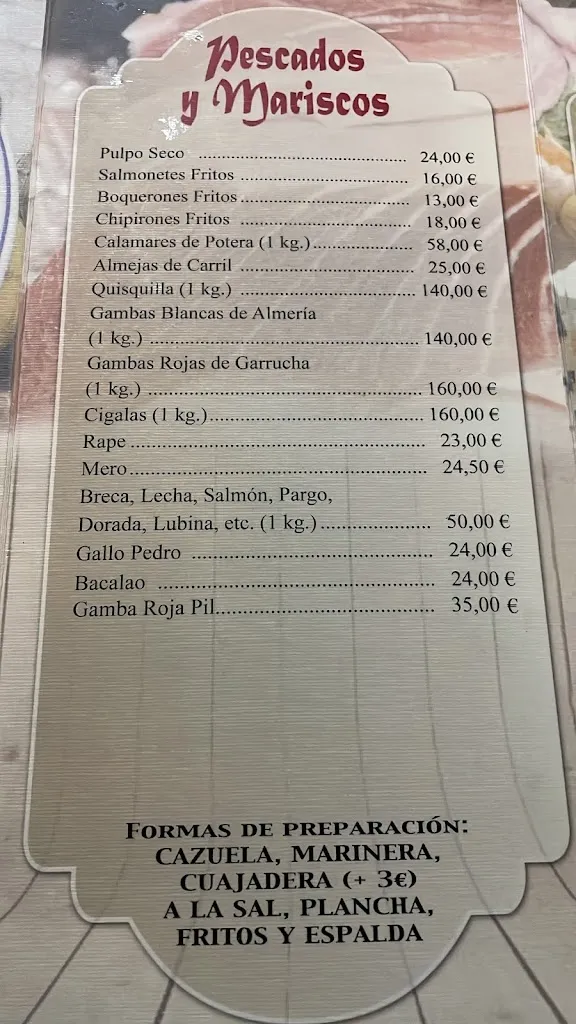 Pescados
y Mariscos
Pulpo Seco ........................................................ 24,00 €
Salmonetes Fritos ............................................. 16,00 €
Boquerones Fritos ............................................. 13,00 €
Chipirones Fritos ............................................. 18,00 €
Calamares de Potera (1 kg.) .......................... 58,00 €
Almejas de Carril ............................................. 25,00 €
Quisquilla (1 kg.) ............................................. 140,00 €
Gambas Blancas de Almería
(1 kg.) ............................................................ 140,00 €
Gambas Rojas de Garrucha
(1 kg.) ............................................................ 160,00 €
Cigalas (1 kg.) ................................................ 160,00 €
Rape ................................................................ 23,00 €
Mero ................................................................ 24,50 €
Breca, Lecha, Salmón, Pargo,
Dorada, Lubina, etc. (1 kg.) ........................ 50,00 €
Gallo Pedro .................................................... 24,00 €
Bacalao ........................................................... 24,00 €
Gamba Roja Pil ............................................... 35,00 €
FORMAS DE PREPARACIÓN:
CAZUELA, MARINERA,
CUAJADERA (+ 3€)
A LA SAL, PLANCHA,
FRITOS Y ESPALDA